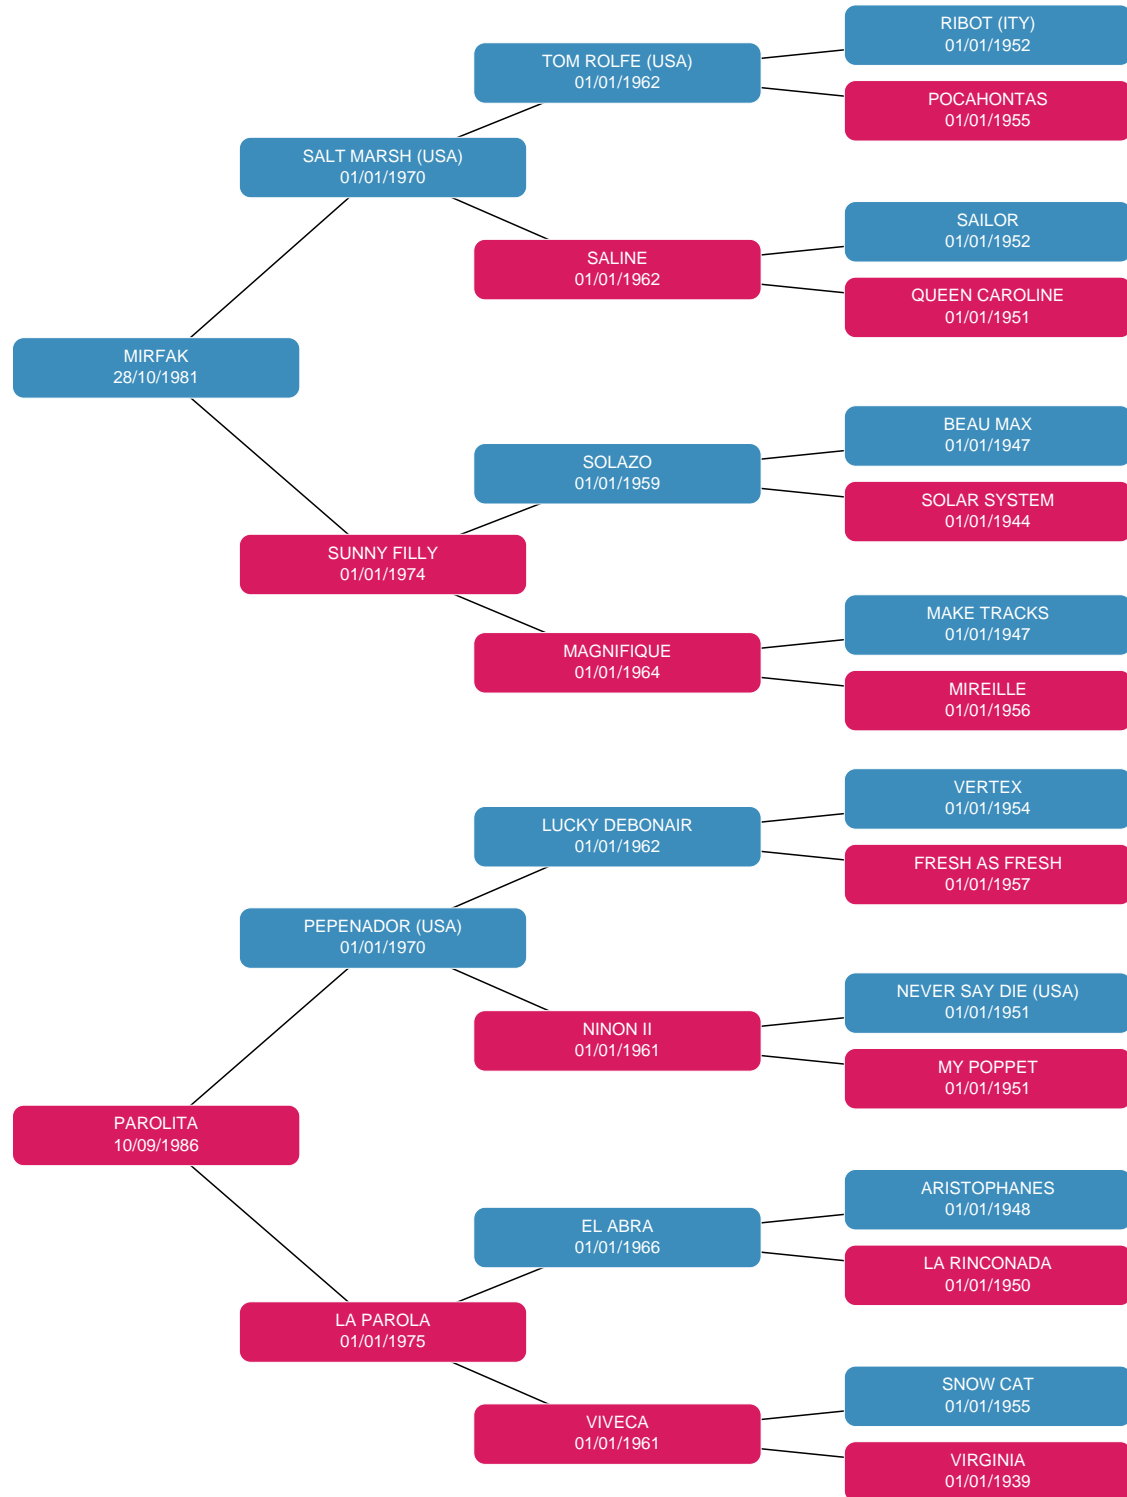 RIBOT (ITY)
01/01/1952
TOM ROLFE (USA)
01/01/1962
POCAHONTAS
01/01/1955
SALT MARSH (USA)
01/01/1970
SAILOR
01/01/1952
SALINE
01/01/1962
QUEEN CAROLINE
01/01/1951
MIRFAK
28/10/1981
BEAU MAX
01/01/1947
SOLAZO
01/01/1959
SOLAR SYSTEM
01/01/1944
SUNNY FILLY
01/01/1974
MAKE TRACKS
01/01/1947
MAGNIFIQUE
01/01/1964
MIREILLE
01/01/1956
VERTEX
01/01/1954
LUCKY DEBONAIR
01/01/1962
FRESH AS FRESH
01/01/1957
PEPENADOR (USA)
01/01/1970
NEVER SAY DIE (USA)
01/01/1951
NINON II
01/01/1961
MY POPPET
01/01/1951
PAROLITA
10/09/1986
ARISTOPHANES
01/01/1948
EL ABRA
01/01/1966
LA RINCONADA
01/01/1950
LA PAROLA
01/01/1975
SNOW CAT
01/01/1955
VIVECA
01/01/1961
VIRGINIA
01/01/1939